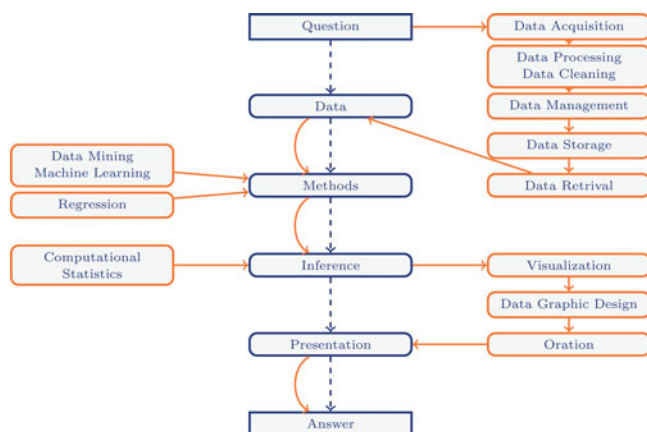 Question
Data Acquisition
Data Processing
Data Cleaning
Data
Data Management
Data Storage
Data Mining
Machine Learning
Methods
Data Retrival
Regression
Computational
Statistics
Inference
Visualization
Data Graphic Design
Presentation
Oration
Answer